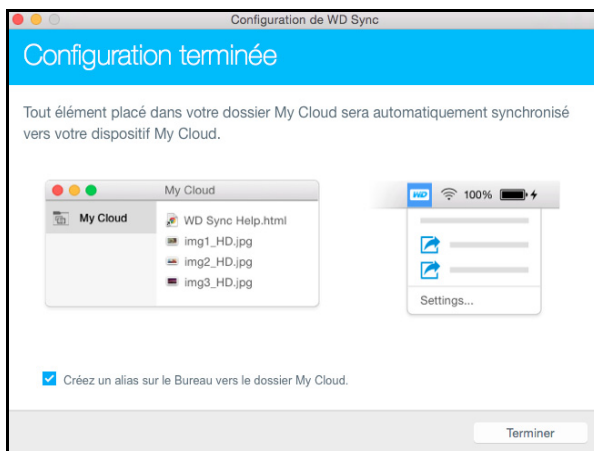 Configuration de WD Sync
Configuration terminée
Tout élément placé dans votre dossier My Cloud sera automatiquement synchronisé
vers votre dispositif My Cloud.
My Cloud
My Cloud
WD Sync Help.html
img1_HD.jpg
img2_HD.jpg
img3_HD.jpg
WD 100%
Settings...
Créez un alias sur le Bureau vers le dossier My Cloud.
Terminer